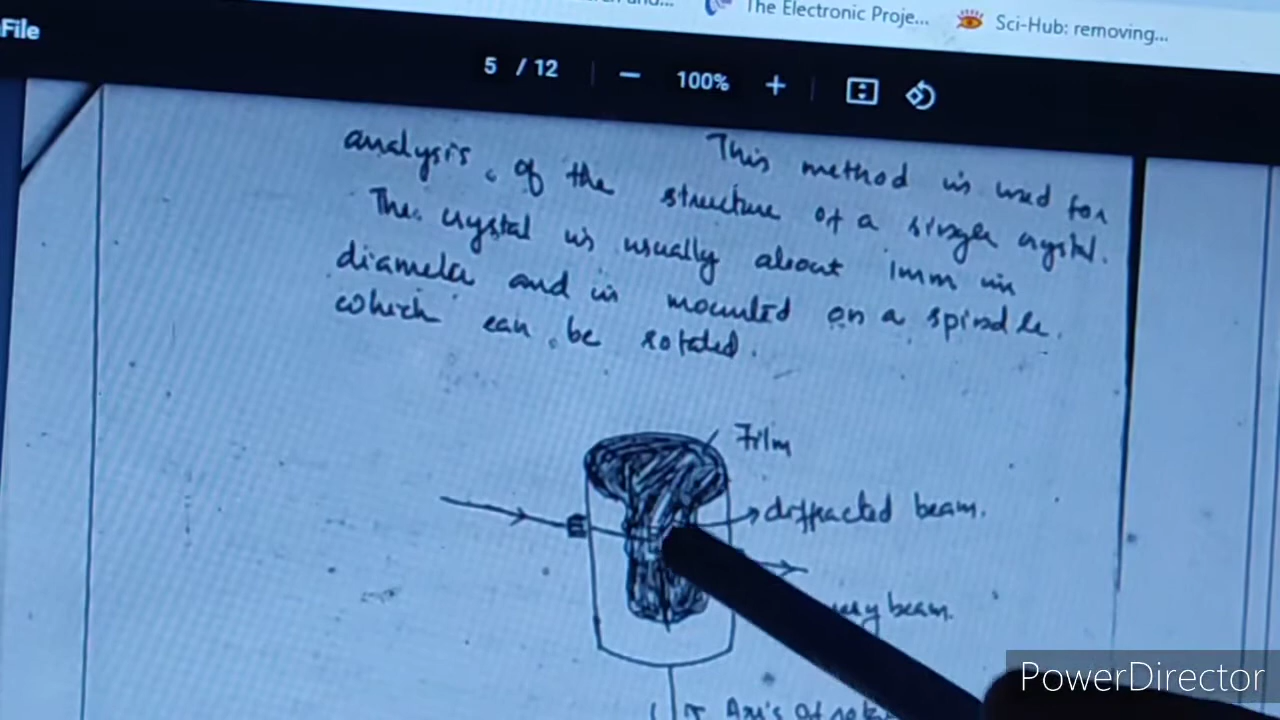 File
The Electronic Proje...
Sci-Hub: removing...
5 / 12
100%
This method is used for
analysis of the structure of a single crystal.
The crystal is usually about 1mm in
diameter and is mounted on a spindle
which can be rotated.
Film
diffracted beam.
beam.
Axis of
PowerDirector